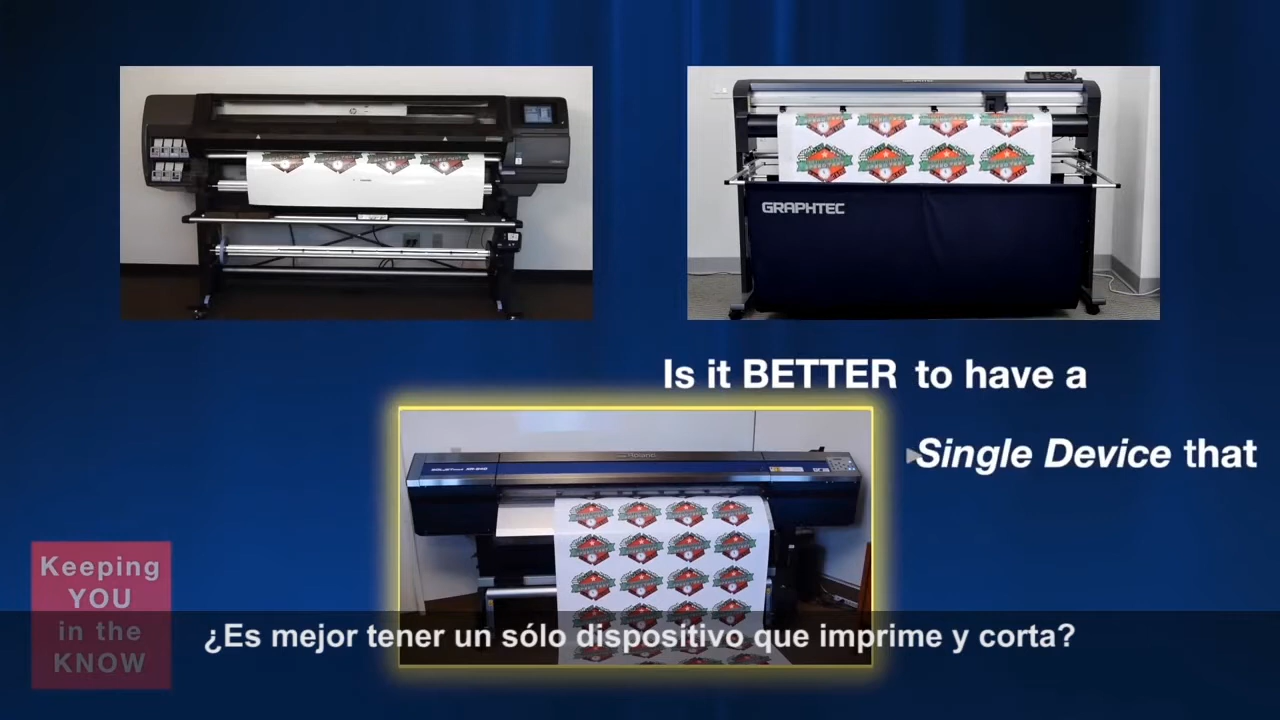 GRAPHTEC
Is it BETTER to have a
Single Device that
Roland
Keeping
YOU
in the
KNOW
¿Es mejor tener un sólo dispositivo que imprime y corta?